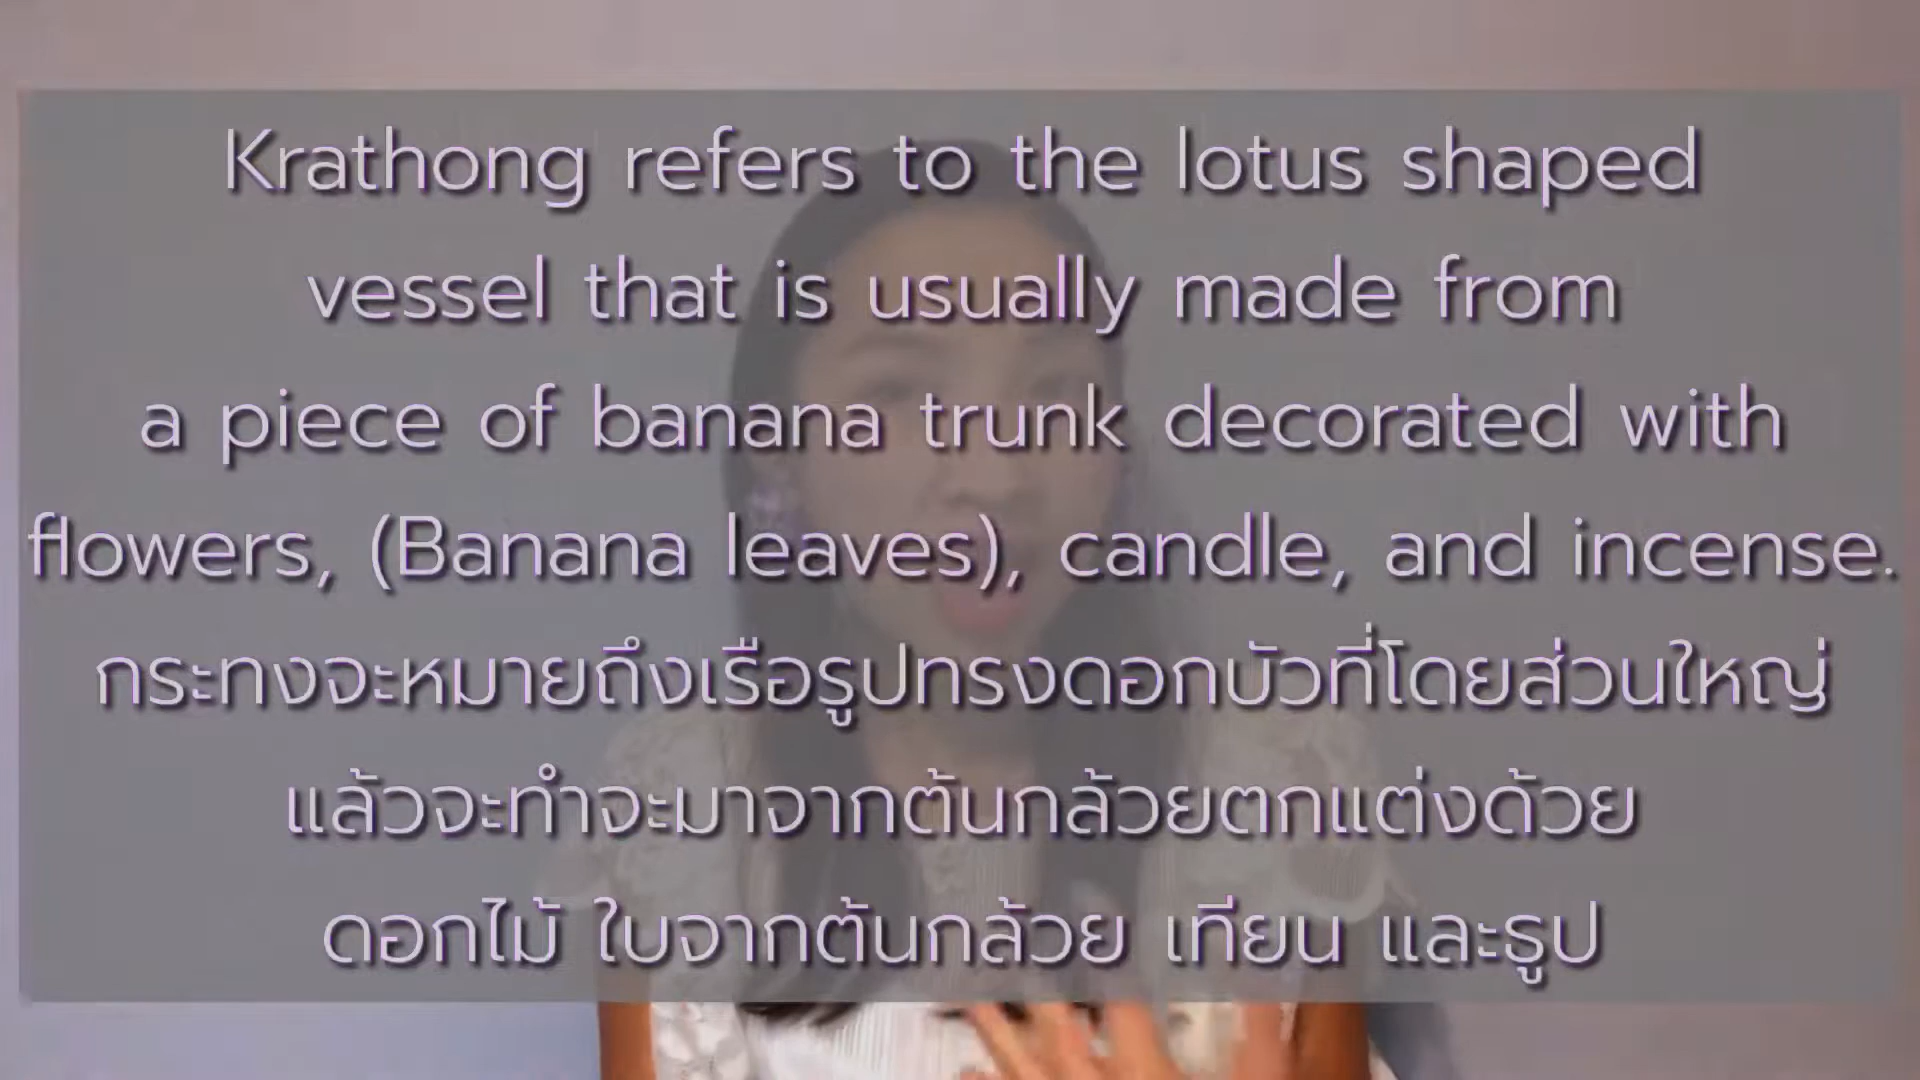 Krathong refers to the lotus shaped
vessel that is usually made from
a piece of banana trunk decorated with
flowers, (Banana leaves), candle, and incense.
กระทงจะหมายถึงเรือรูปทรงดอกบัวที่โดยส่วนใหญ่
แล้วจะทำจะมาจากต้นกล้วยตกแต่งด้วย
ดอกไม้ ใบจากต้นกล้วย เทียน และธูป